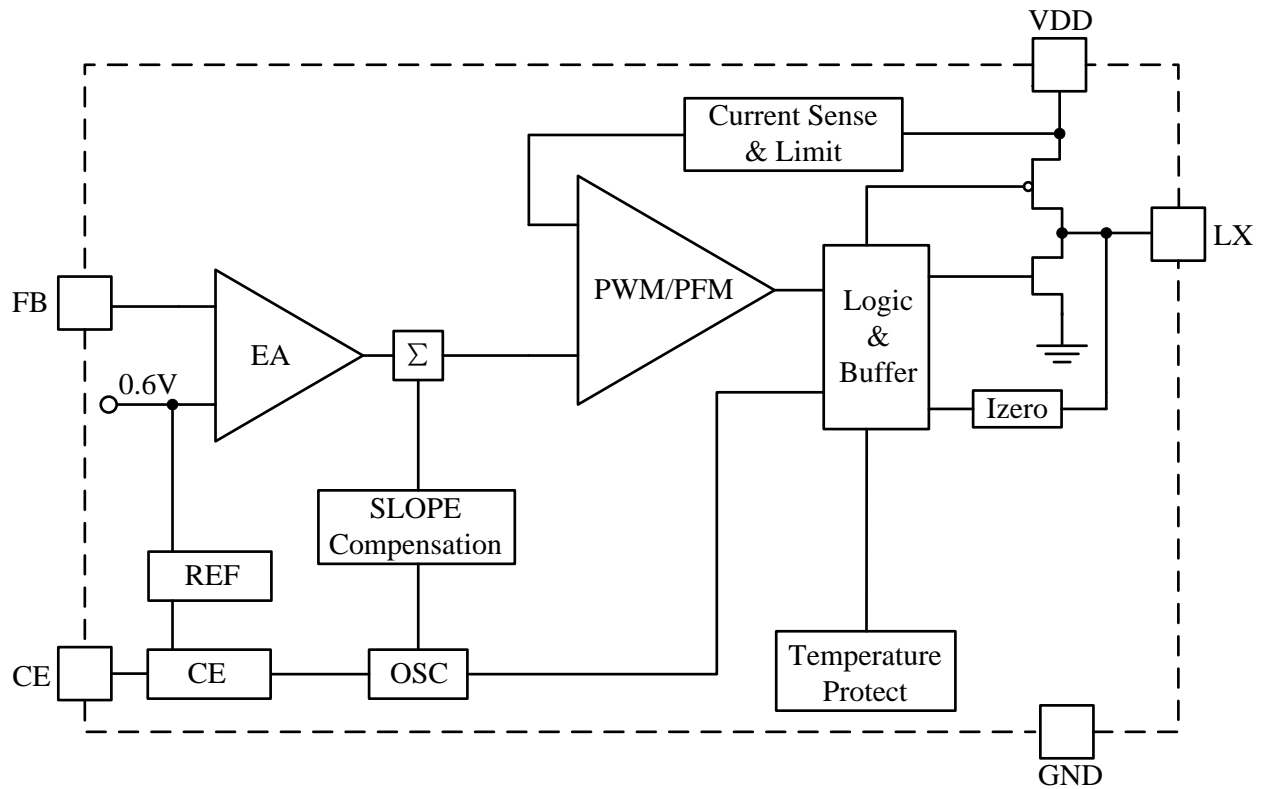 VDD
Current Sense
& Limit
LX
FB
PWM/PFM
Logic
&
Buffer
EA
Σ
0.6V
Izero
SLOPE
Compensation
REF
CE
CE
OSC
Temperature
Protect
GND